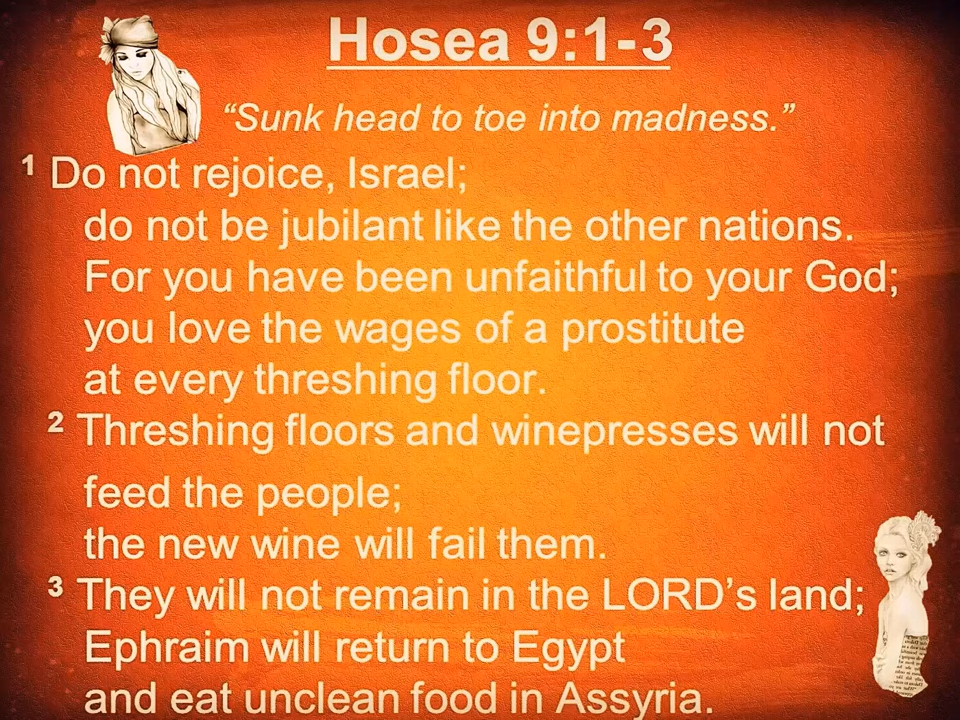 Hosea 9:1-3
“Sunk head to toe into madness.”
1 Do not rejoice, Israel;
do not be jubilant like the other nations.
For you have been unfaithful to your God;
you love the wages of a prostitute
at every threshing floor.
2 Threshing floors and winepresses will not
feed the people;
the new wine will fail them.
3 They will not remain in the LORD’s land;
Ephraim will return to Egypt
and eat unclean food in Assyria.